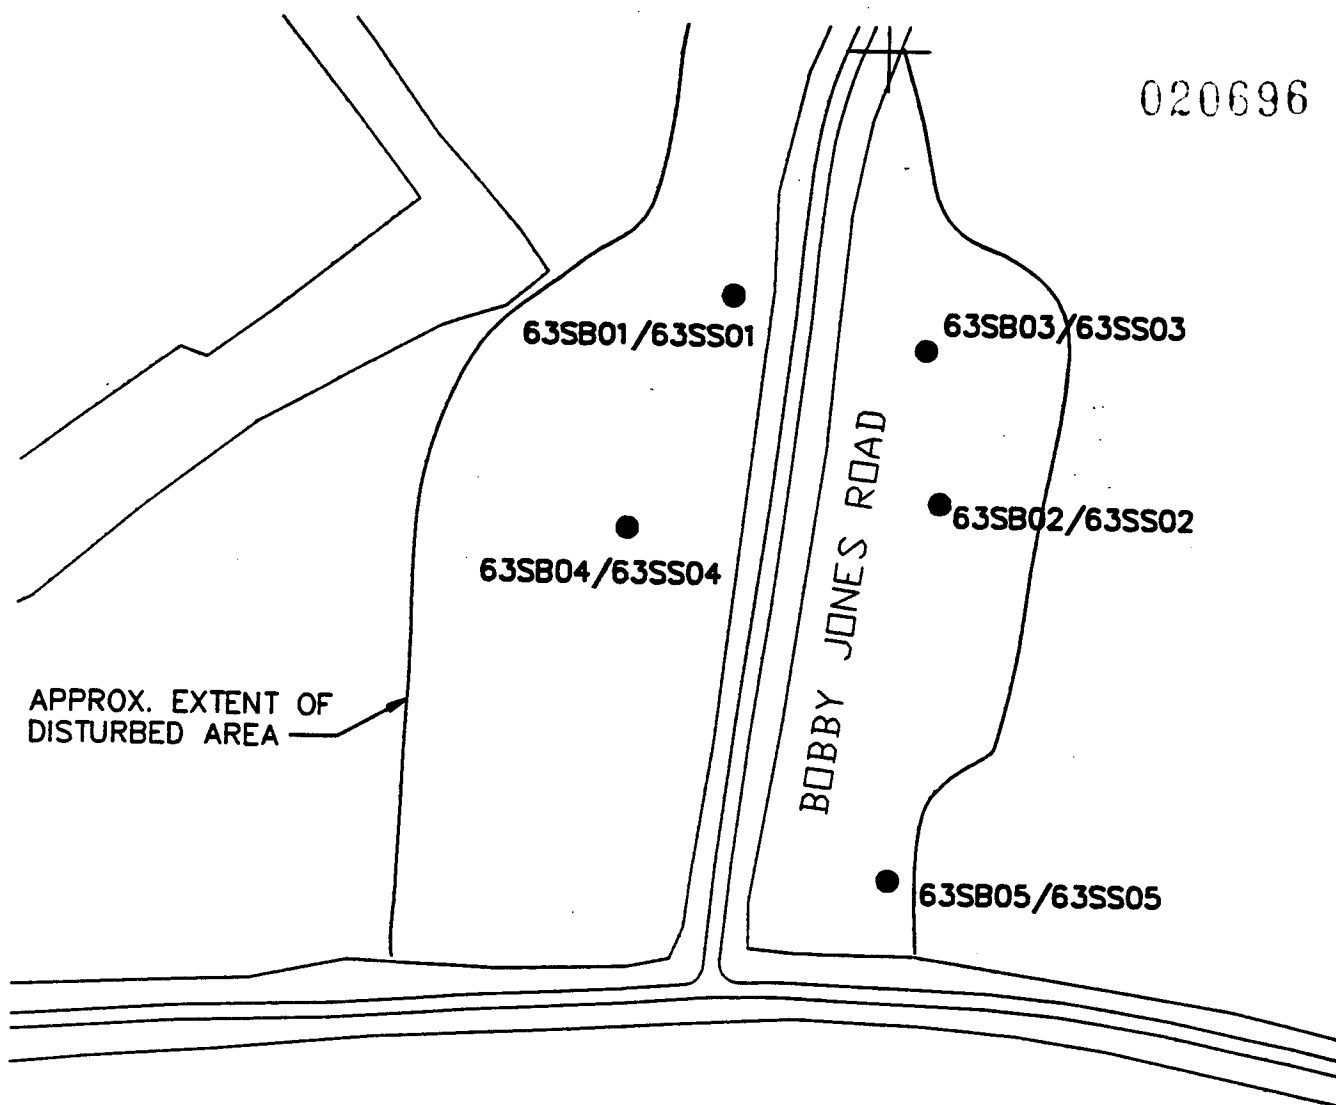 020696
63SB01/63SS01
63SB03/63SS03
63SB02/63SS02
63SB04/63SS04
BOBBY JONES ROAD
APPROX. EXTENT OF
DISTURBED AREA
63SB05/63SS05